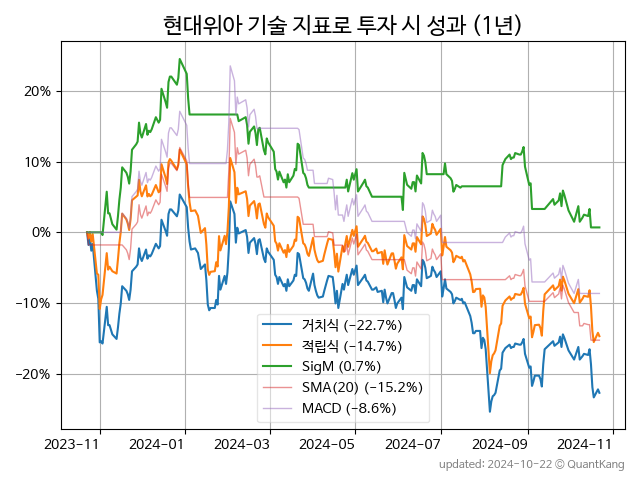 현대위아 기술 지표로 투자 시 성과 (1년)
20%
10%
0%
−10%
−20%
거치식 (−22.7%)
적립식 (−14.7%)
SigM (0.7%)
SMA(20) (−15.2%)
MACD (−8.6%)
2023-11 2024-01 2024-03 2024-05 2024-07 2024-09 2024-11
updated: 2024-10-22 © QuantKang